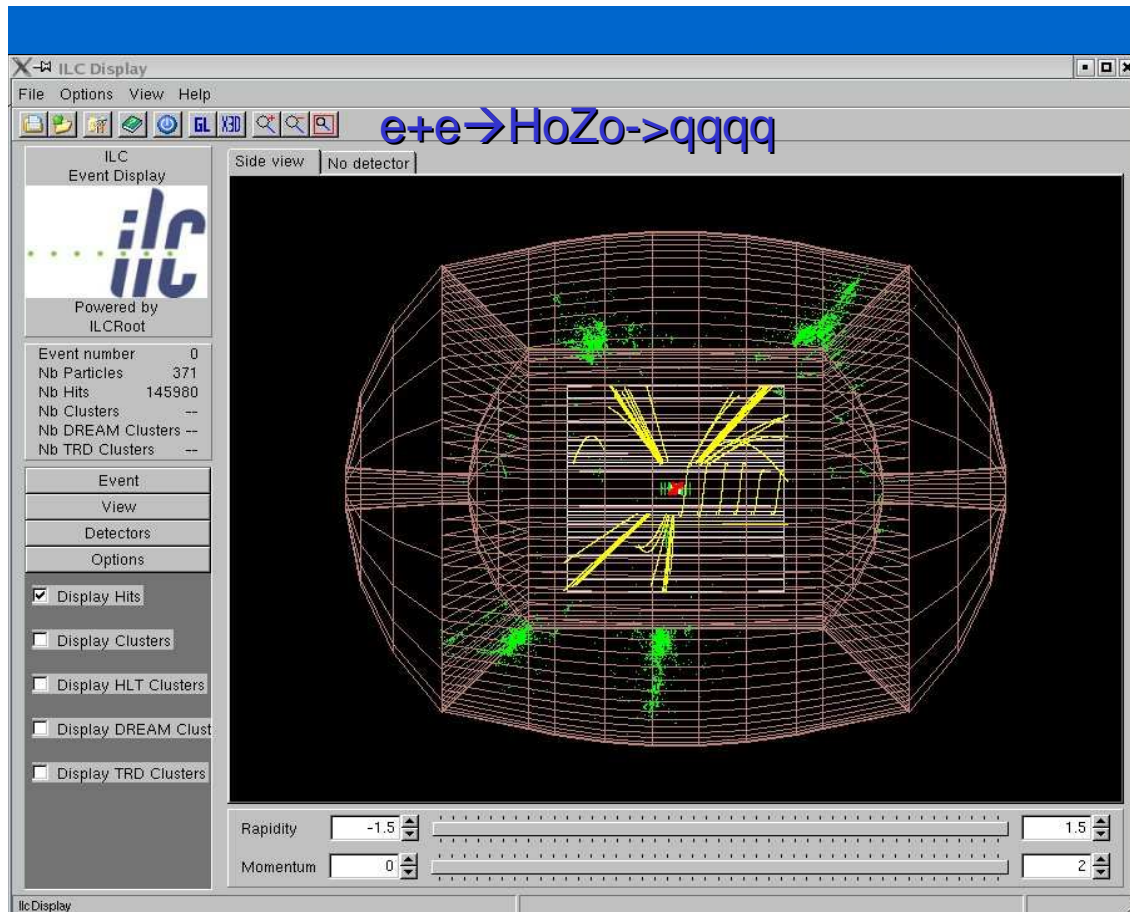 ILC Display
File Options View Help
GL X3D
e+e→HoZo->qqqq
ILC
Event Display
ilc
Powered by
ILCRoot
Side view No detector
Event number 0
Nb Particles 371
Nb Hits 145980
Nb Clusters --
Nb DREAM Clusters --
Nb TRD Clusters --
Event
View
Detectors
Options
Display Hits
Display Clusters
Display HLT Clusters
Display DREAM Clust
Display TRD Clusters
Rapidity -1.5 1.5
Momentum 0 2
IlcDisplay